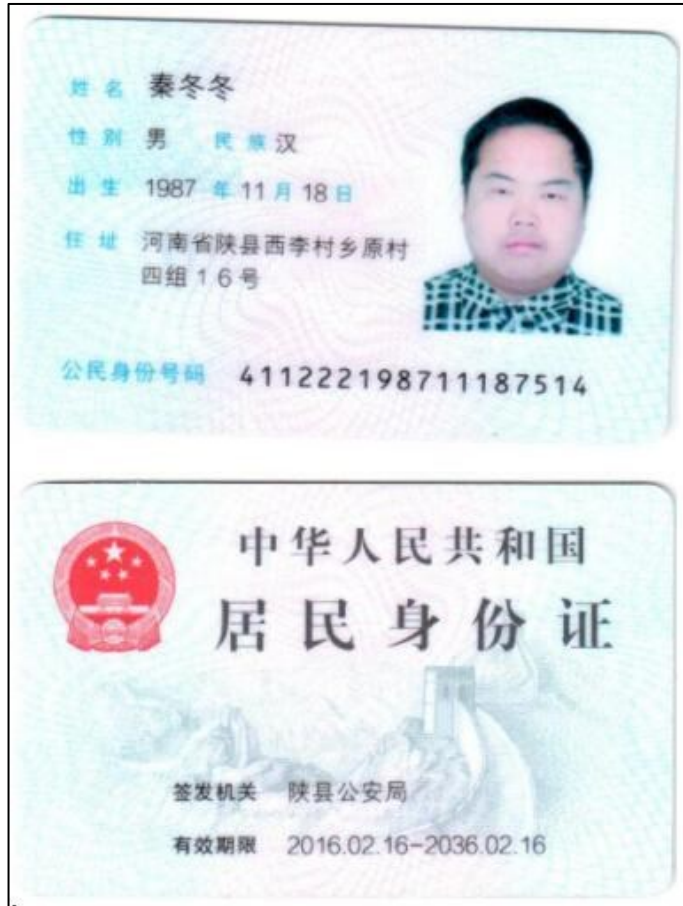 姓名 秦冬冬
性别 男 民族 汉
出生 1987 年 11 月 18 日
住址 河南省陕县西李村乡原村
四组16号
公民身份号码 411222198711187514
中华人民共和国
居民身份证
签发机关 陕县公安局
有效期限 2016.02.16-2036.02.16